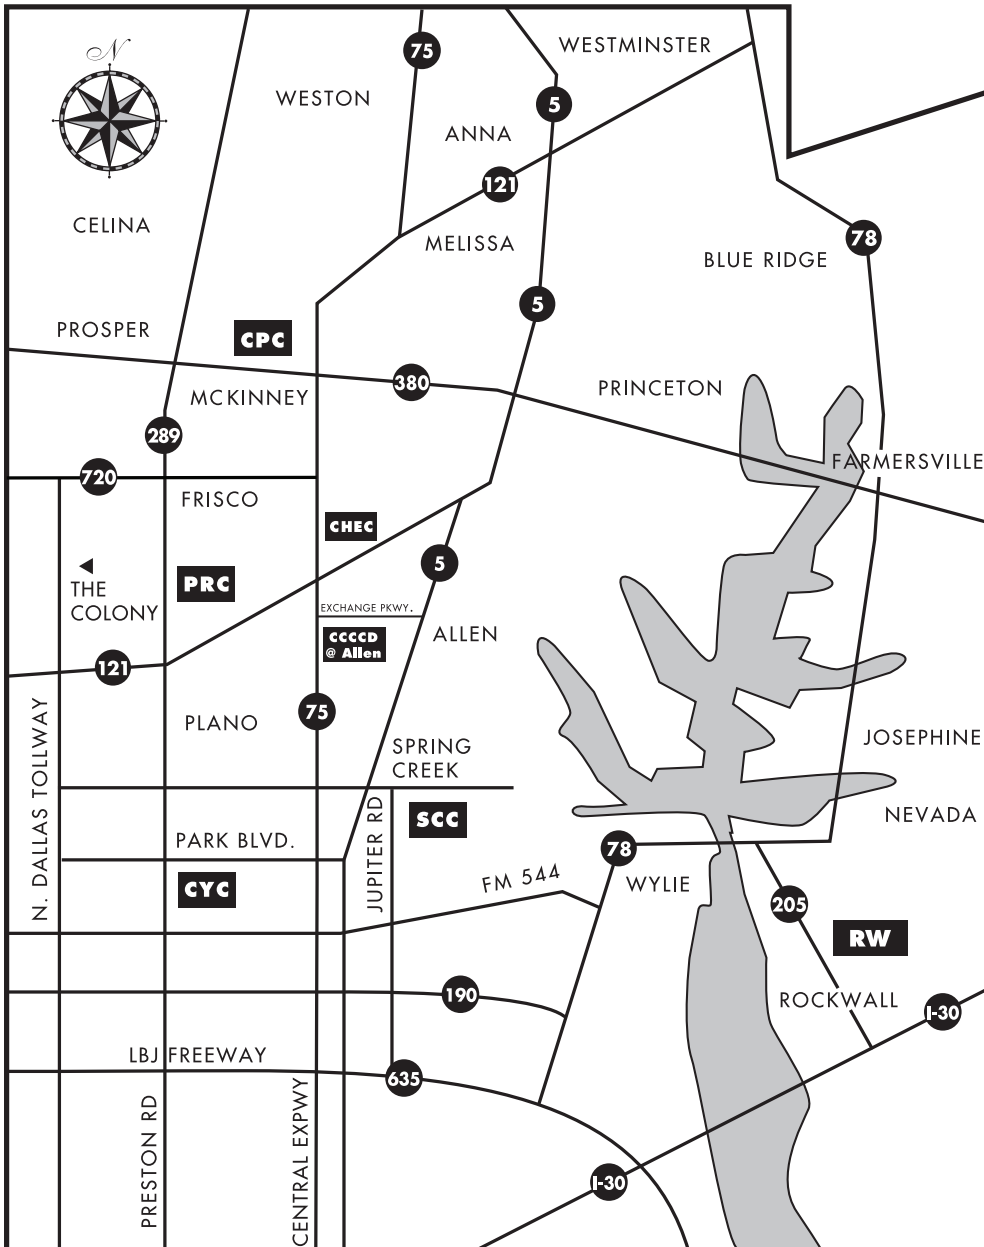 N
WESTMINSTER
75
WESTON
5
ANNA
121
CELINA
MELISSA
78
BLUE RIDGE
5
PROSPER
CPC
380
PRINCETON
MCKINNEY
289
FARMERSVILLE
720
FRISCO
CHEC
5
THE
COLONY
PRC
EXCHANGE PKWY.
CCCCD
@ Allen
ALLEN
121
75
PLANO
N. DALLAS TOLLWAY
SPRING
CREEK
JOSEPHINE
NEVADA
JUPITER RD
SCC
PARK BLVD.
78
CYC
FM 544
WYLIE
205
RW
190
ROCKWALL
I-30
LBJ FREEWAY
635
PRESTON RD
CENTRAL EXPWY
I-30